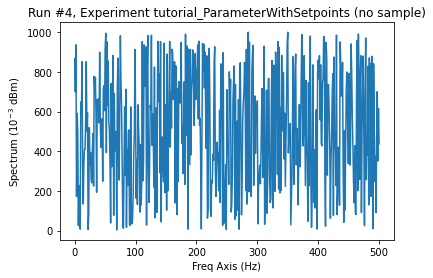 Run #4, Experiment tutorial_ParameterWithSetpoints (no sample)
1000
800
600
400
200
0
Spectrum (10⁻³ dBm)
0 100 200 300 400 500
Freq Axis (Hz)